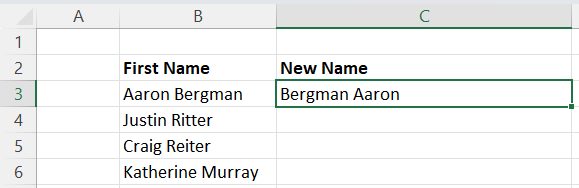 A B C
1
2 First Name New Name
3 Aaron Bergman Bergman Aaron
4 Justin Ritter
5 Craig Reiter
6 Katherine Murray